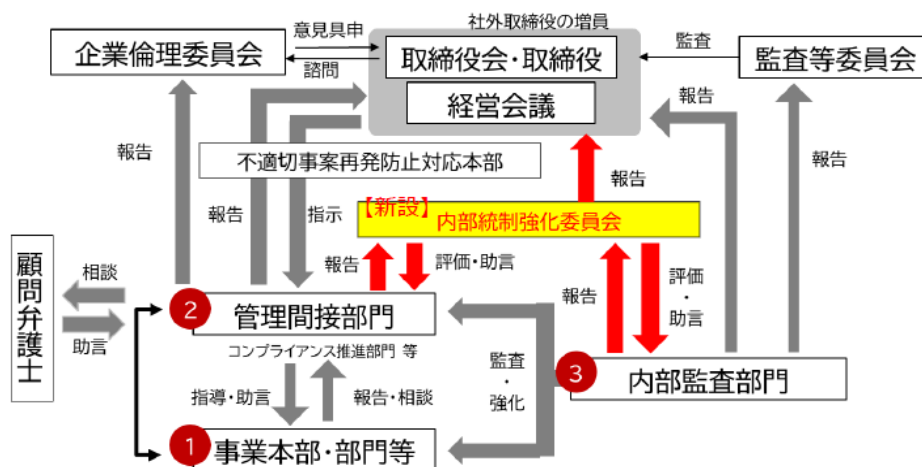 社外取締役の増員
企業倫理委員会
意見具申
諮問
取締役会・取締役
経営会議
監査
監査等委員会
報告
報告
報告
不適切事案再発防止対応本部
報告
指示
報告
【新設】
内部統制強化委員会
顧問弁護士
相談
助言
報告
評価・助言
報告
評価・助言
2
管理間接部門
コンプライアンス推進部門 等
指導・助言
報告・相談
監査・強化
3
内部監査部門
1
事業本部・部門等